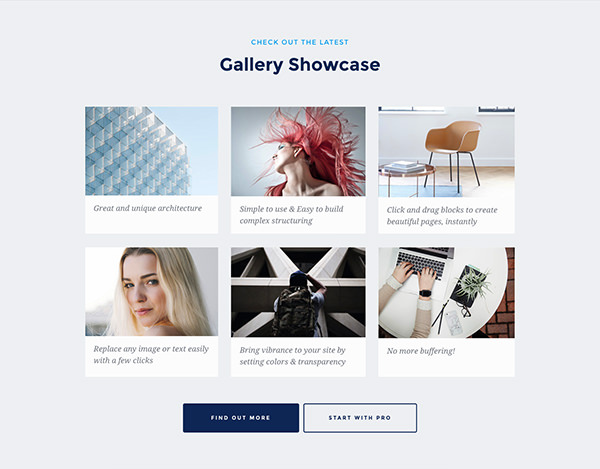 CHECK OUT THE LATEST
Gallery Showcase
Great and unique architecture
Simple to use & Easy to build
complex structuring
Click and drag blocks to create
beautiful pages, instantly
Replace any image or text easily
with a few clicks
Bring vibrance to your site by
setting colors & transparency
No more buffering!
FIND OUT MORE
START WITH PRO